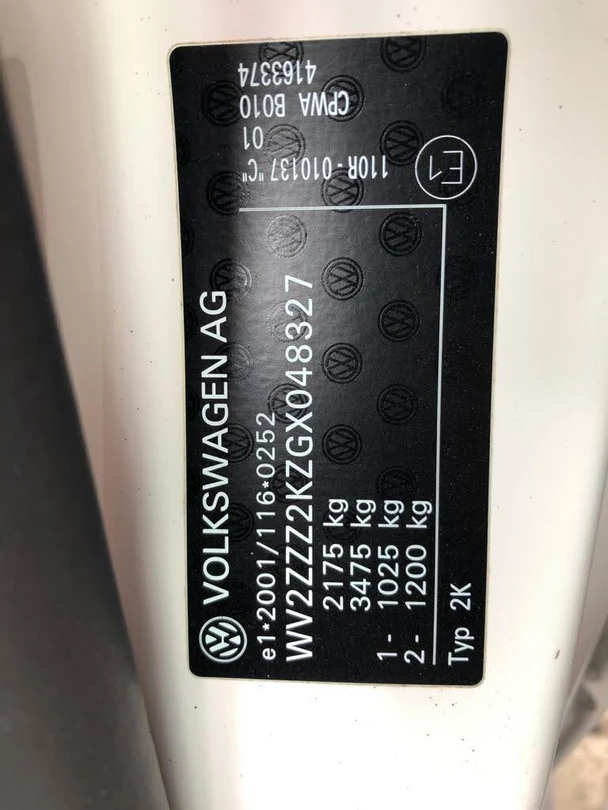 VOLKSWAGEN AG
e1*2001/116*0252
WV2ZZZ2KZGX048327
2175 kg
3475 kg
1- 1025 kg
2- 1200 kg
Typ 2K
4163374
CPWA B010
01
110R-010137 "C"
E1